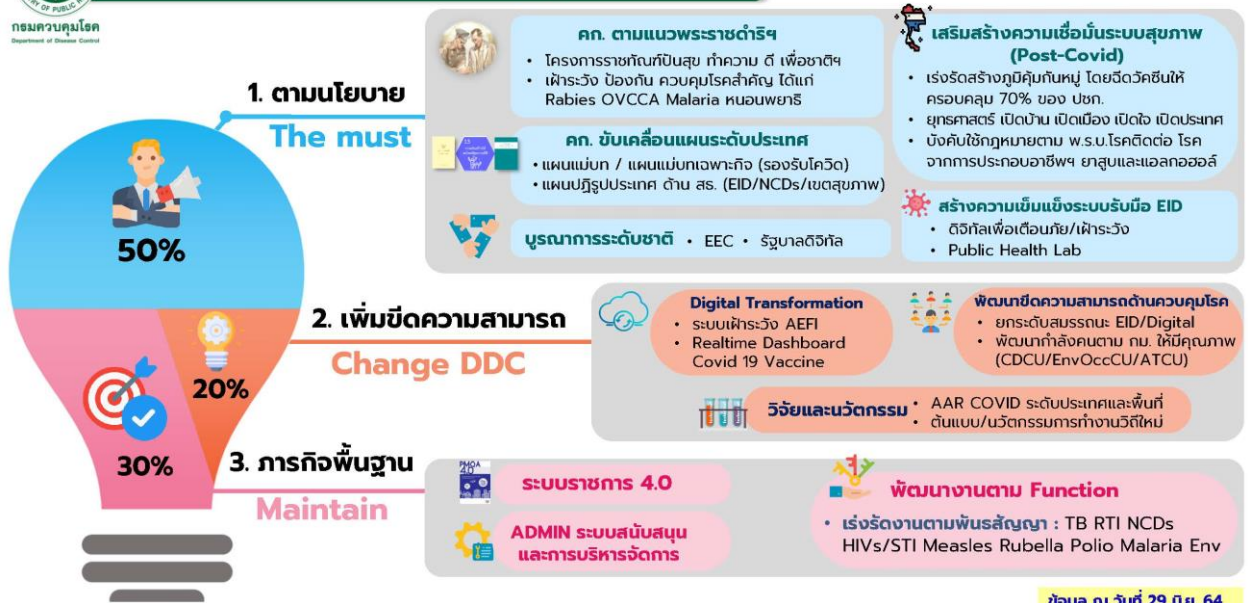 RY OF PUBLIC H
กรมควบคุมโรค
Department of Disease Control
1. ตามนโยบาย
The must
50%
คก. ตามแนวพระราชดำริฯ
• โครงการราชทัณฑ์ปันสุข ทำความ ดี เพื่อชาติฯ
• เฝ้าระวัง ป้องกัน ควบคุมโรคสำคัญ ได้แก่
Rabies OVCCA Malaria หนอนพยาธิ
คก. ขับเคลื่อนแผนระดับประเทศ
• แผนแม่บท / แผนแม่บทเฉพาะกิจ (รองรับโควิด)
• แผนปฏิรูปประเทศ ด้าน สธ. (EID/NCDs/เขตสุขภาพ)
บูรณาการระดับชาติ • EEC • รัฐบาลดิจิทัล
เสริมสร้างความเชื่อมั่นระบบสุขภาพ
(Post-Covid)
• เร่งรัดสร้างภูมิคุ้มกันหมู่ โดยฉีดวัคซีนให้
ครอบคลุม 70% ของ ปชก.
• ยุทธศาสตร์ เปิดบ้าน เปิดเมือง เปิดใจ เปิดประเทศ
• บังคับใช้กฎหมายตาม พ.ร.บ.โรคติดต่อ โรค
จากการประกอบอาชีพฯ ยาสูบและแอลกอฮอล์
สร้างความเข็มแข็งระบบรับมือ EID
• ดิจิทัลเพื่อเตือนภัย/เฝ้าระวัง
• Public Health Lab
2. เพิ่มขีดความสามารถ
Change DDC
20%
Digital Transformation
• ระบบเฝ้าระวัง AEFI
• Realtime Dashboard
Covid 19 Vaccine
พัฒนาขีดความสามารถด้านควบคุมโรค
• ยกระดับสมรรถนะ EID/Digital
• พัฒนากำลังคนตาม กม. ให้มีคุณภาพ
(CDCU/EnvOccCU/ATCU)
วิจัยและนวัตกรรม
• AAR COVID ระดับประเทศและพื้นที่
• ต้นแบบ/นวัตกรรมการทำงานวิถีใหม่
30%
3. ภารกิจพื้นฐาน
Maintain
PMQA
4.0
ระบบราชการ 4.0
ADMIN ระบบสนับสนุน
และการบริหารจัดการ
พัฒนางานตาม Function
• เร่งรัดงานตามพันธสัญญา : TB RTI NCDs
HIVs/STI Measles Rubella Polio Malaria Env
ข้อมูล ณ วันที่ 29 มิ.ย. 64